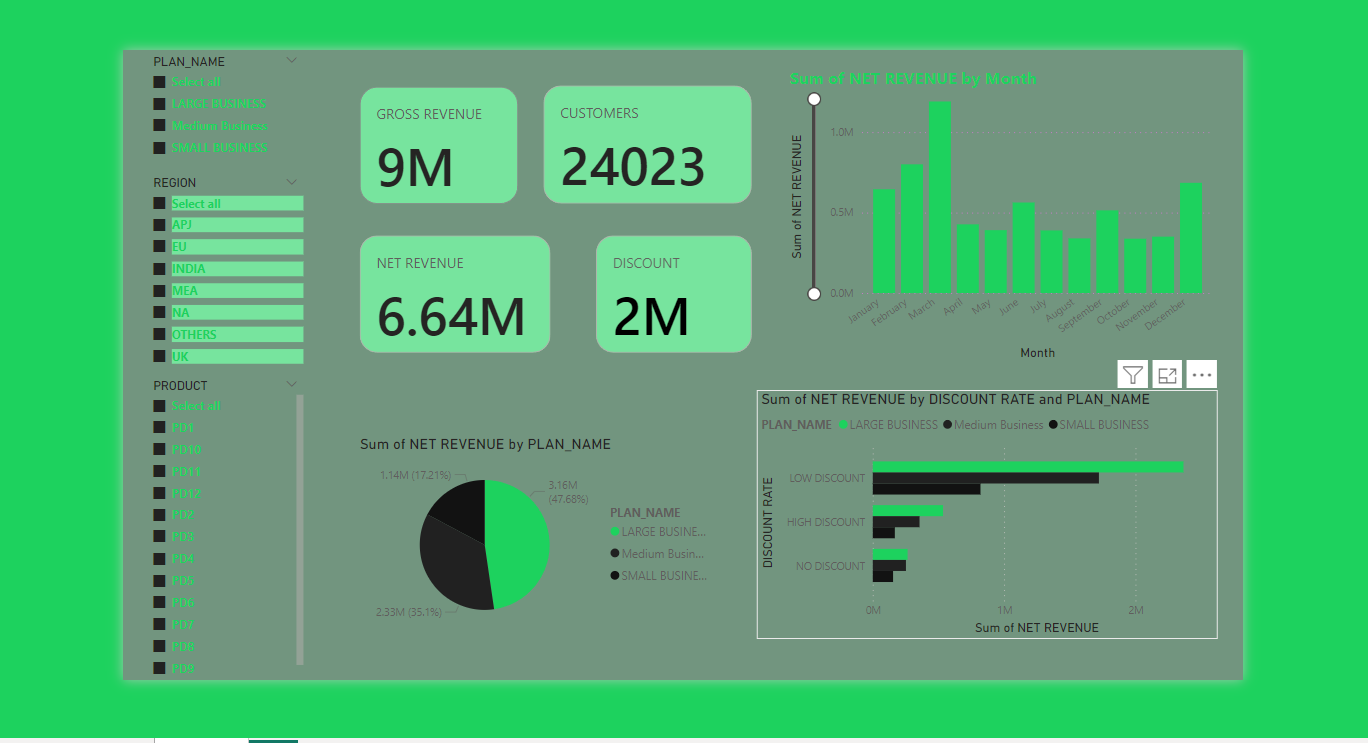 PLAN_NAME
Select all
LARGE BUSINESS
Medium Business
SMALL BUSINESS
REGION
Select all
APJ
EU
INDIA
MEA
NA
OTHERS
UK
PRODUCT
Select all
PD1
PD10
PD11
PD12
PD2
PD3
PD4
PD5
PD6
PD7
PD8
PD9
GROSS REVENUE
9M
CUSTOMERS
24023
NET REVENUE
6.64M
DISCOUNT
2M
Sum of NET REVENUE by Month
Sum of NET REVENUE
1.0M
0.5M
0.0M
January
February
March
April
May
June
July
August
September
October
November
December
Month
Sum of NET REVENUE by PLAN_NAME
1.14M (17.21%)
3.16M
(47.68%)
2.33M (35.1%)
PLAN_NAME
LARGE BUSINE...
Medium Busin...
SMALL BUSINE...
Sum of NET REVENUE by DISCOUNT RATE and PLAN_NAME
PLAN_NAME LARGE BUSINESS Medium Business SMALL BUSINESS
DISCOUNT RATE
LOW DISCOUNT
HIGH DISCOUNT
NO DISCOUNT
0M 1M 2M
Sum of NET REVENUE